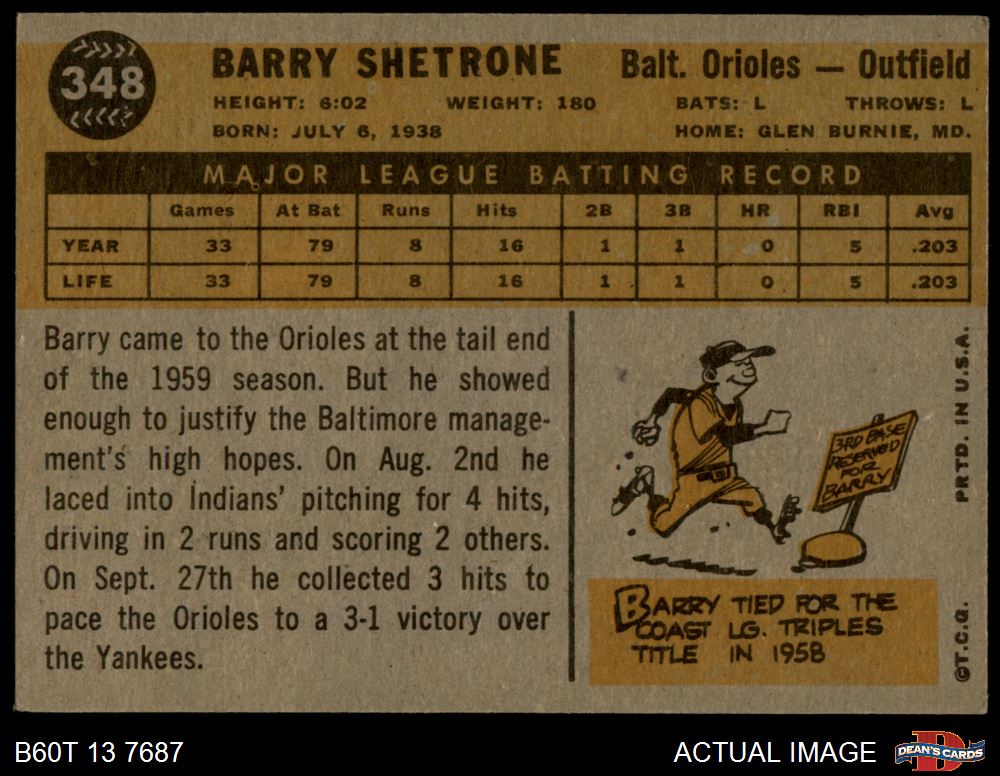 348
BARRY SHETRONE
Balt. Orioles — Outfield
HEIGHT: 6:02 WEIGHT: 180 BATS: L THROWS: L
BORN: JULY 6, 1938 HOME: GLEN BURNIE, MD.
MAJOR LEAGUE BATTING RECORD
Games At Bat Runs Hits 2B 3B HR RBI Avg
YEAR 33 79 8 16 1 1 0 5 .203
LIFE 33 79 8 16 1 1 0 5 .203
Barry came to the Orioles at the tail end
of the 1959 season. But he showed
enough to justify the Baltimore manage-
ment's high hopes. On Aug. 2nd he
laced into Indians' pitching for 4 hits,
driving in 2 runs and scoring 2 others.
On Sept. 27th he collected 3 hits to
pace the Orioles to a 3-1 victory over
the Yankees.
3RD BASE
RESERVED
FOR
BARRY
BARRY TIED FOR THE
COAST LG. TRIPLES
TITLE IN 1958
©T.C.G. PRTD. IN U.S.A.
B60T 13 7687
ACTUAL IMAGE
D
DEAN'S CARDS